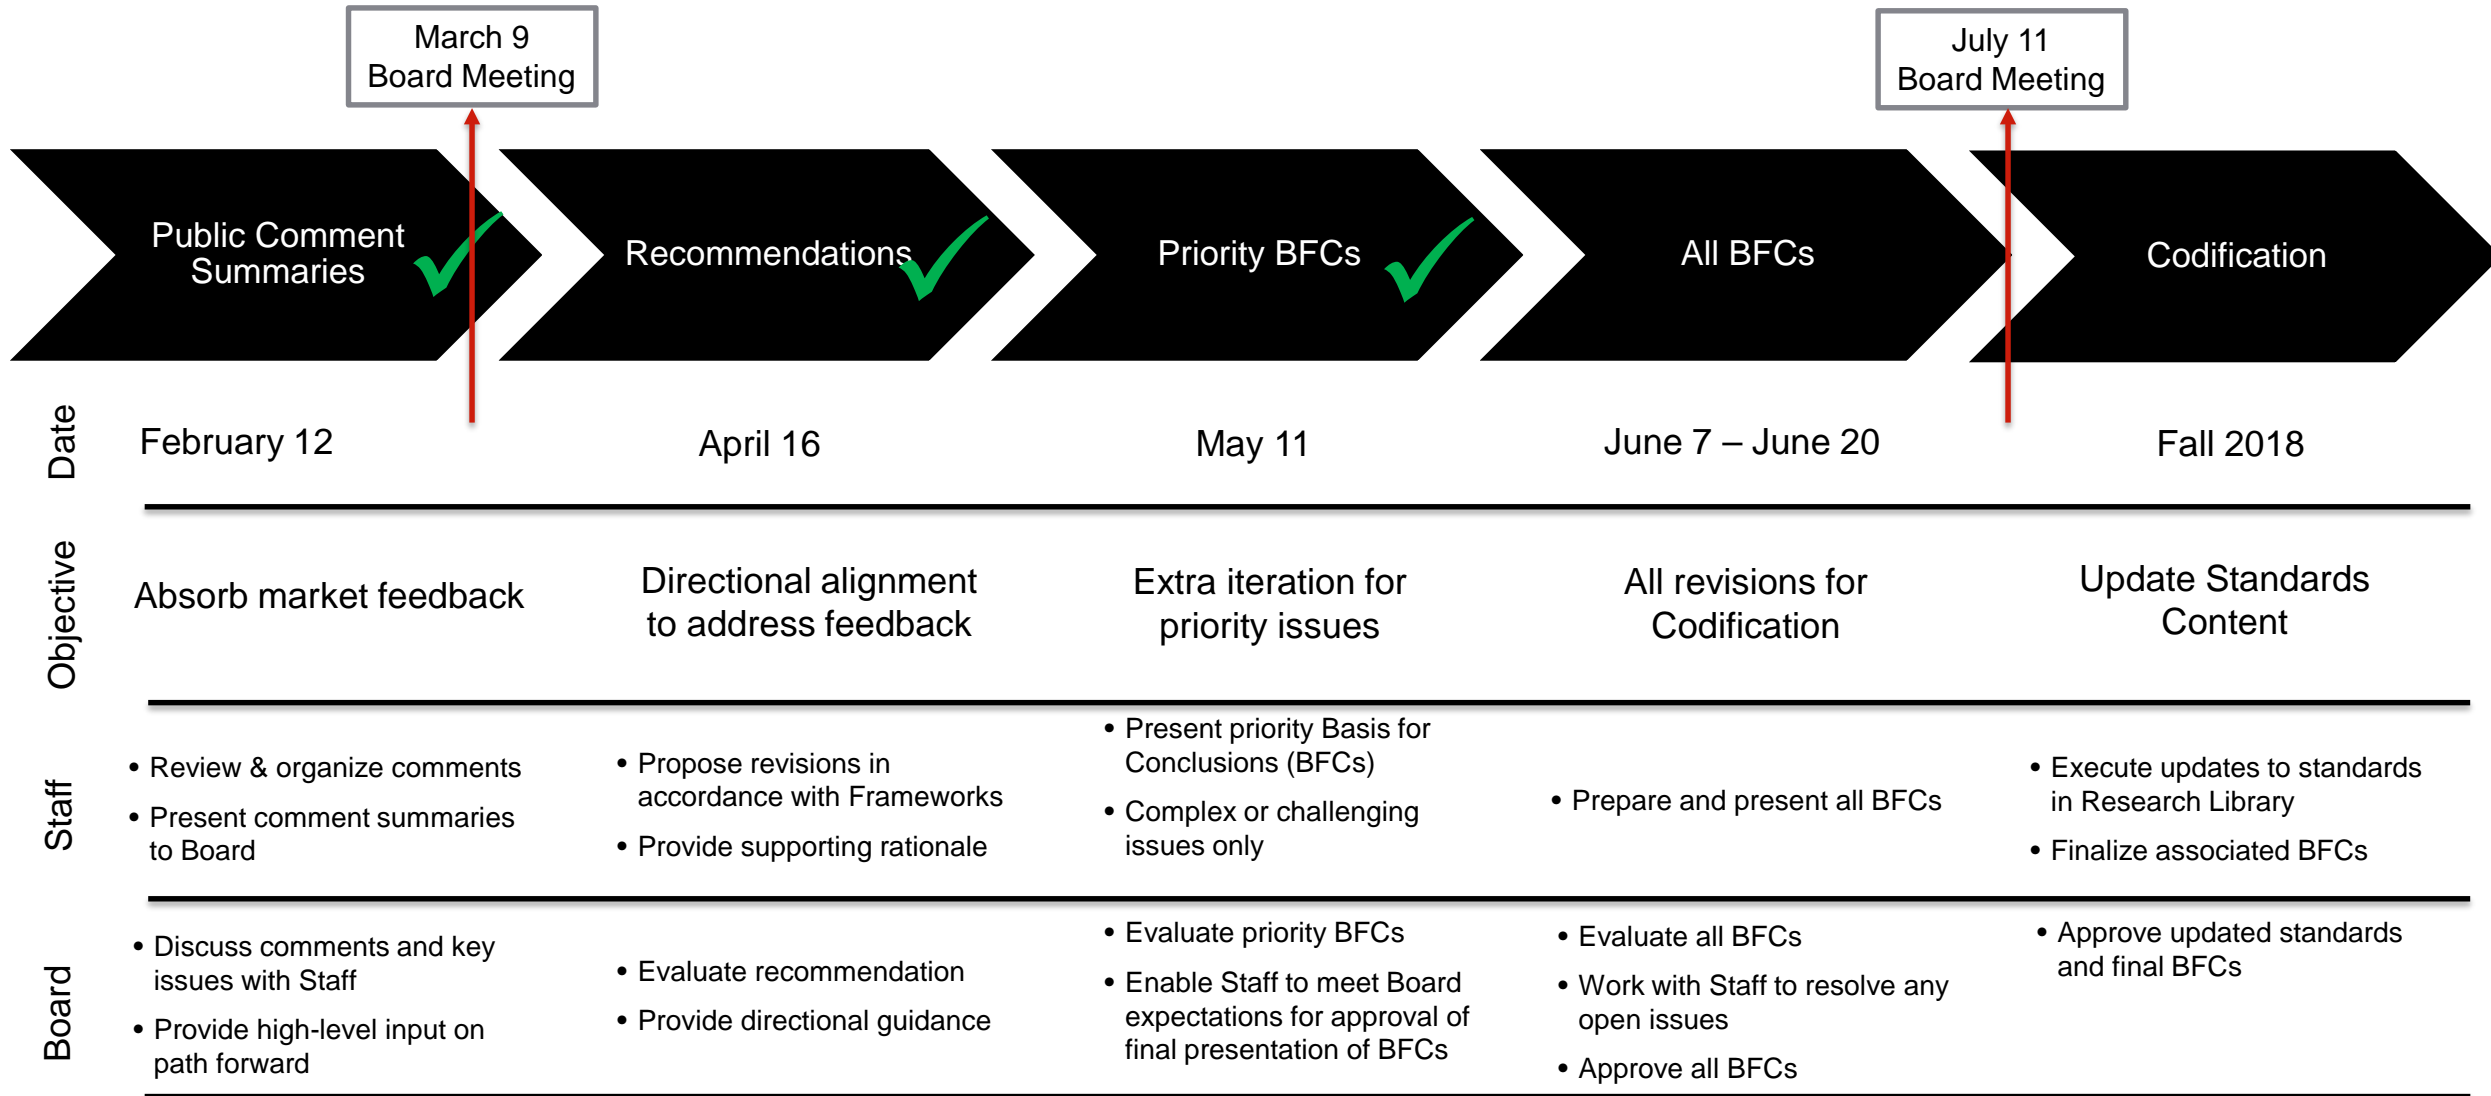 March 9
Board Meeting
July 11
Board Meeting
Public Comment
Summaries
Recommendations
Priority BFCs
All BFCs
Codification
Date
February 12
April 16
May 11
June 7 – June 20
Fall 2018
Objective
Absorb market feedback
Directional alignment
to address feedback
Extra iteration for
priority issues
All revisions for
Codification
Update Standards
Content
Staff
• Review & organize comments
• Present comment summaries
to Board
• Propose revisions in
accordance with Frameworks
• Provide supporting rationale
• Present priority Basis for
Conclusions (BFCs)
• Complex or challenging
issues only
• Prepare and present all BFCs
• Execute updates to standards
in Research Library
• Finalize associated BFCs
Board
• Discuss comments and key
issues with Staff
• Provide high-level input on
path forward
• Evaluate recommendation
• Provide directional guidance
• Evaluate priority BFCs
• Enable Staff to meet Board
expectations for approval of
final presentation of BFCs
• Evaluate all BFCs
• Work with Staff to resolve any
open issues
• Approve all BFCs
• Approve updated standards
and final BFCs